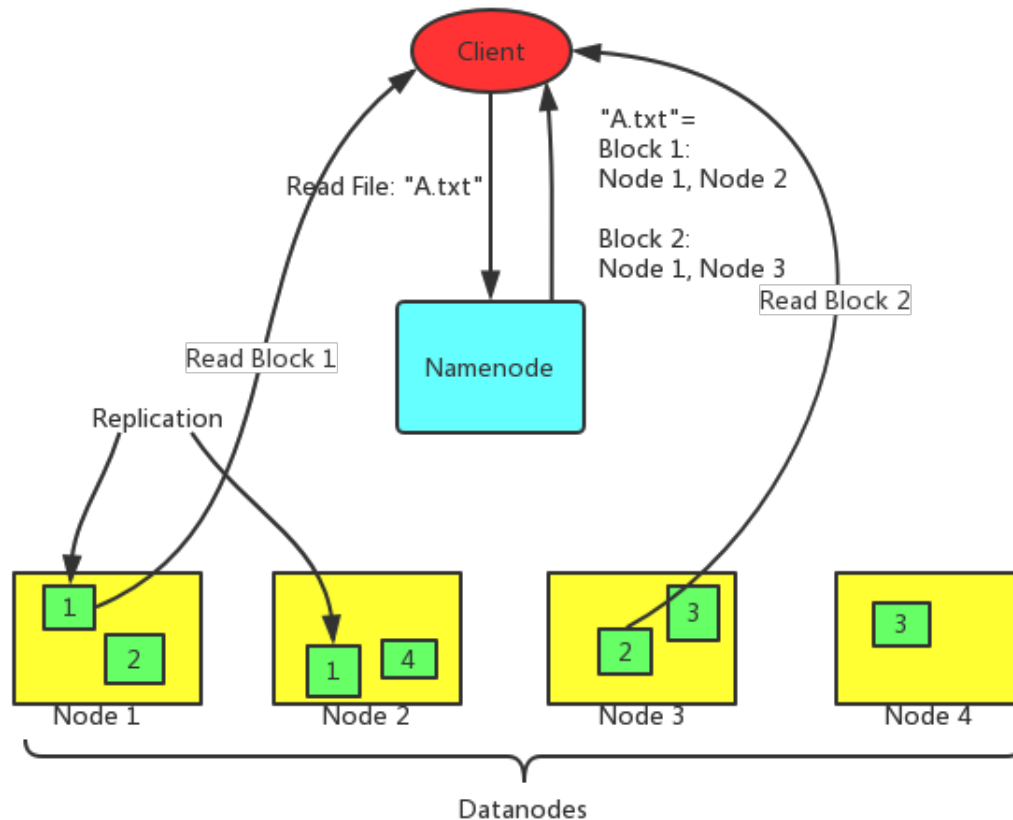 Client
"A.txt"=
Block 1:
Node 1, Node 2
Read File: "A.txt"
Block 2:
Node 1, Node 3
Read Block 2
Read Block 1
Namenode
Replication
1
2
1
4
2
3
3
Node 1
Node 2
Node 3
Node 4
Datanodes